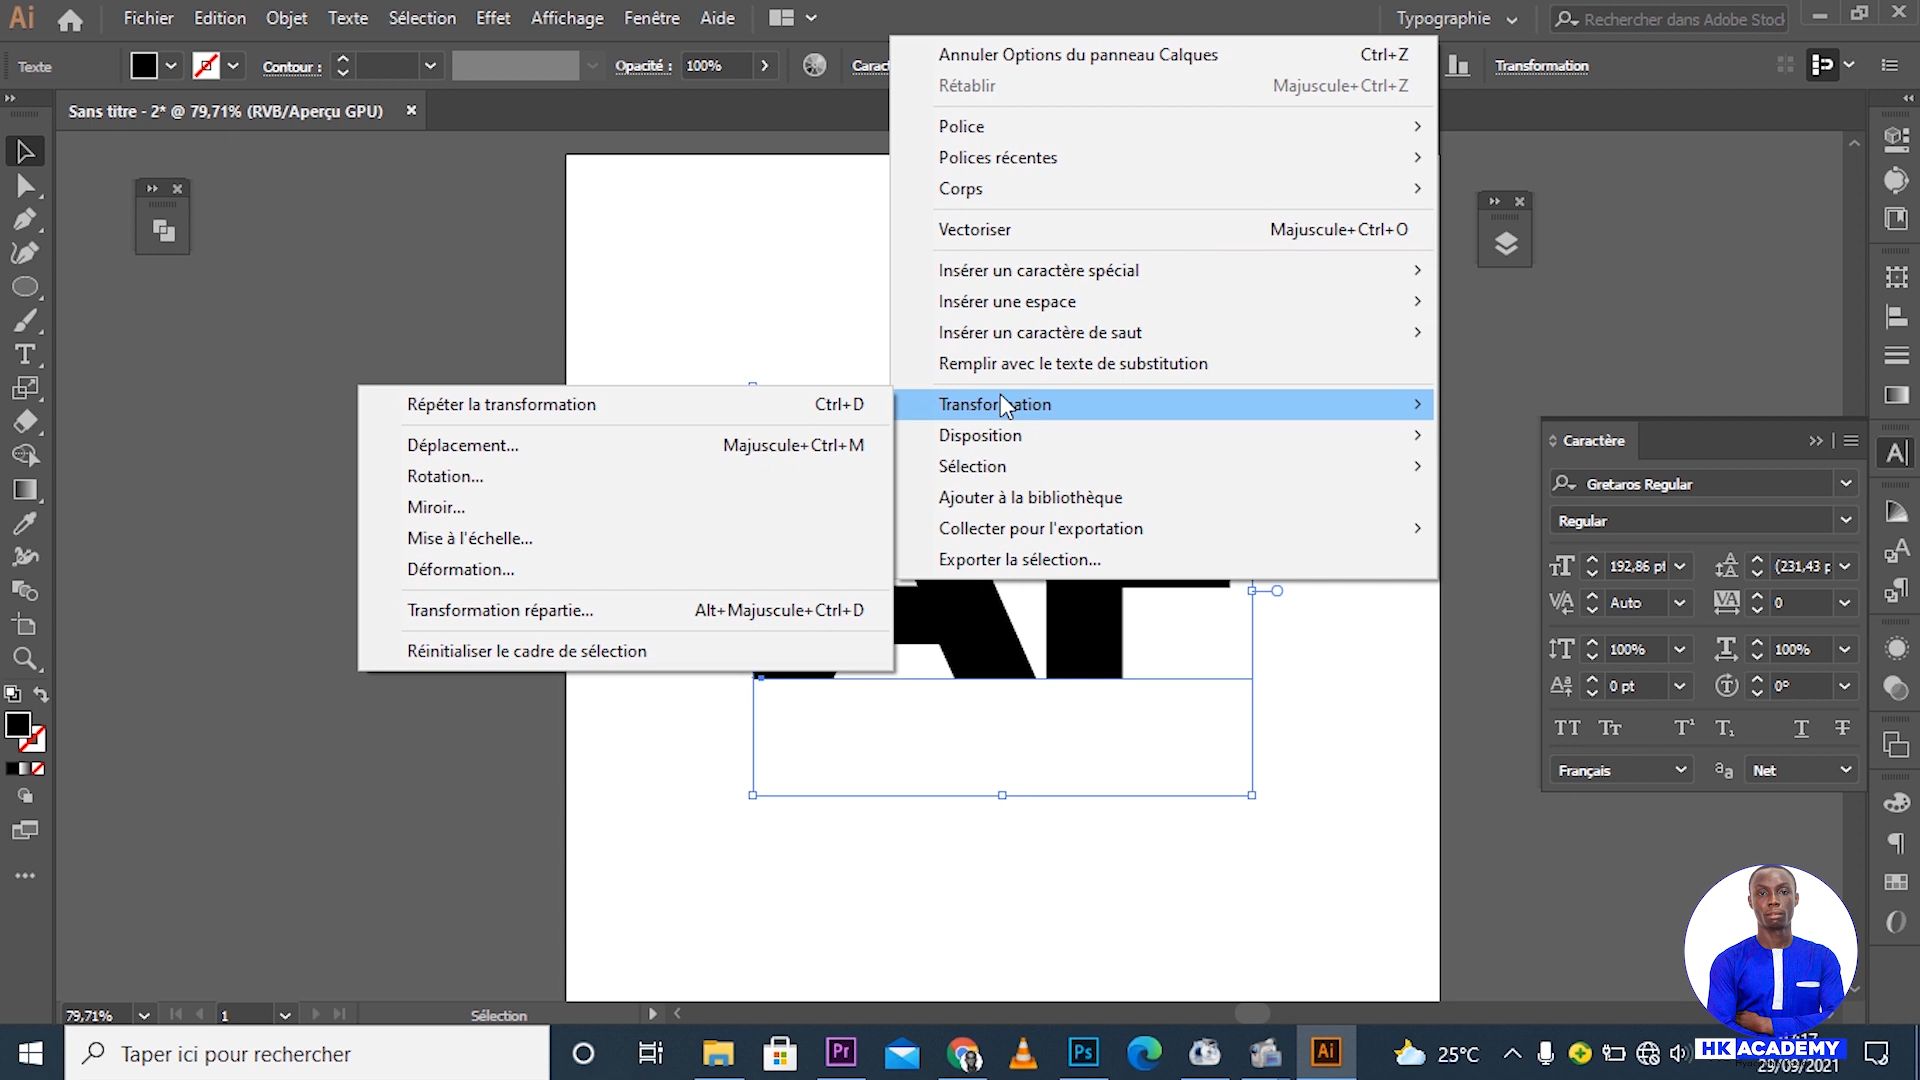 Ai
Fichier Edition Objet Texte Sélection Effet Affichage Fenêtre Aide
Typographie
Rechercher dans Adobe Stock
Texte
Contour :
Opacité : 100%
Transformation
Sans titre - 2* @ 79,71% (RVB/Aperçu GPU)
Annuler Options du panneau Calques Ctrl+Z
Rétablir Majuscule+Ctrl+Z
Police
Polices récentes
Corps
Vectoriser Majuscule+Ctrl+O
Insérer un caractère spécial
Insérer une espace
Insérer un caractère de saut
Remplir avec le texte de substitution
Transformation
Disposition
Sélection
Ajouter à la bibliothèque
Collecter pour l'exportation
Exporter la sélection...
Répéter la transformation Ctrl+D
Déplacement... Majuscule+Ctrl+M
Rotation...
Miroir...
Mise à l'échelle...
Déformation...
Transformation répartie... Alt+Majuscule+Ctrl+D
Réinitialiser le cadre de sélection
Caractère
Gretaros Regular
Regular
192,86 pt (231,43 p
Auto 0
100% 100%
0 pt 0°
Français Net
79,71% 1 Sélection
Taper ici pour rechercher
Pr
Ps
Ai
25°C
HK ACADEMY
29/09/2021